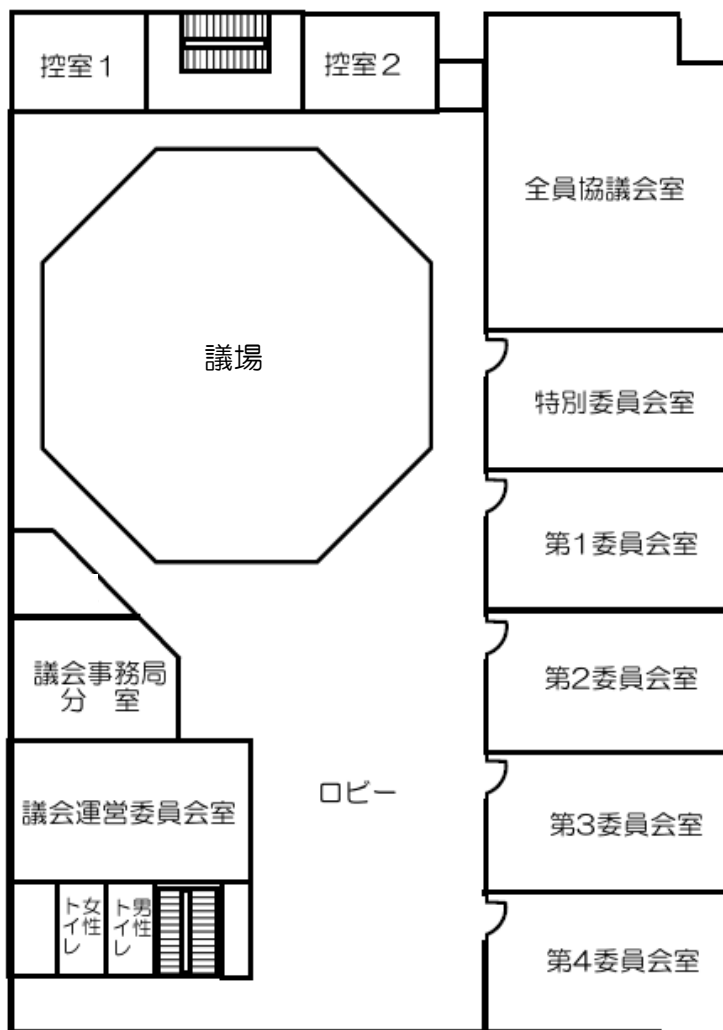 控室１
控室２
全員協議会室
議場
特別委員会室
第１委員会室
議会事務局
分　室
第２委員会室
ロビー
議会運営委員会室
第３委員会室
女性
トイレ
男性
トイレ
第４委員会室